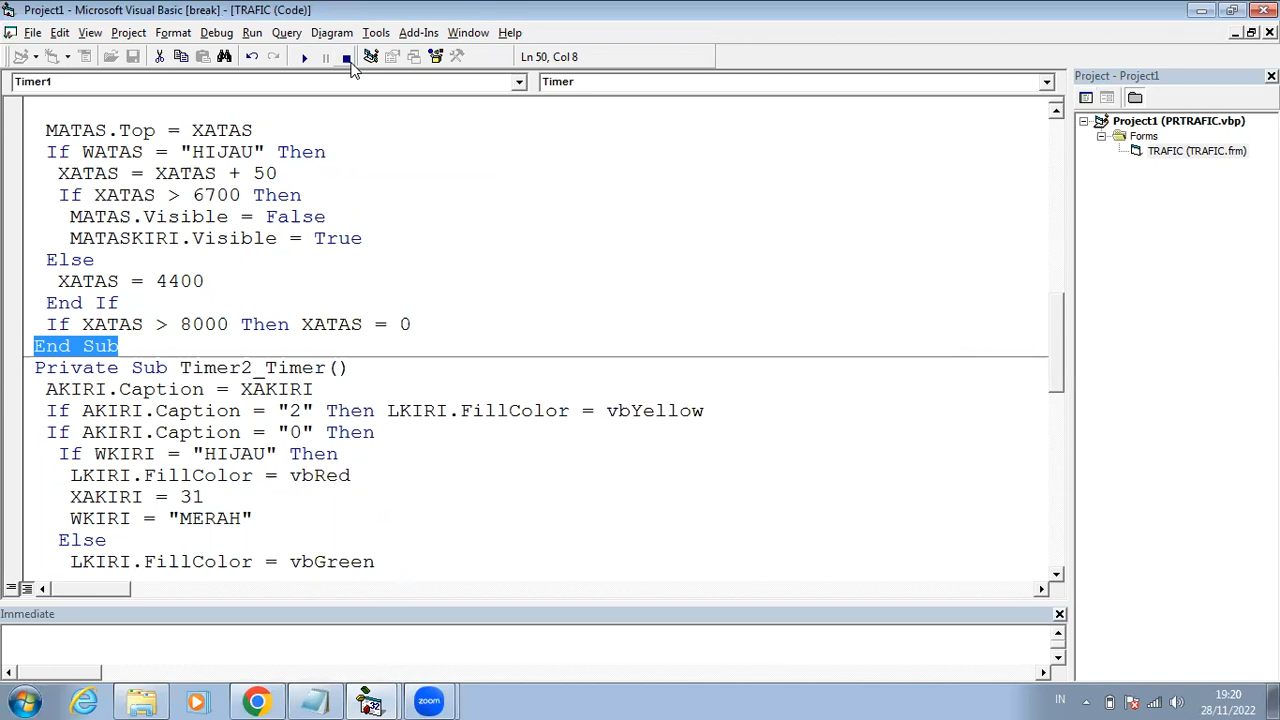 Project1 - Microsoft Visual Basic [break] - [TRAFIC (Code)]
File Edit View Project Format Debug Run Query Diagram Tools Add-Ins Window Help
Ln 50, Col 8
Timer1
Timer
Project - Project1
Project1 (PRTRAFIC.vbp)
Forms
TRAFIC (TRAFIC.frm)
MATAS.Top = XATAS
If WATAS = "HIJAU" Then
XATAS = XATAS + 50
If XATAS > 6700 Then
MATAS.Visible = False
MATASKIRI.Visible = True
Else
XATAS = 4400
End If
If XATAS > 8000 Then XATAS = 0
End Sub
Private Sub Timer2_Timer()
AKIRI.Caption = XAKIRI
If AKIRI.Caption = "2" Then LKIRI.FillColor = vbYellow
If AKIRI.Caption = "0" Then
If WKIRI = "HIJAU" Then
LKIRI.FillColor = vbRed
XAKIRI = 31
WKIRI = "MERAH"
Else
LKIRI.FillColor = vbGreen
Immediate
zoom
IN
19:20
28/11/2022